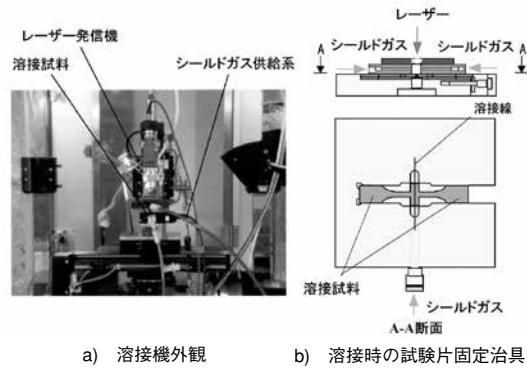 レーザー発信機
溶接試料
シールドガス供給系
レーザー
シールドガス
シールドガス
A
A
溶接線
溶接試料
シールドガス
A-A断面
a) 溶接機外観
b) 溶接時の試験片固定治具